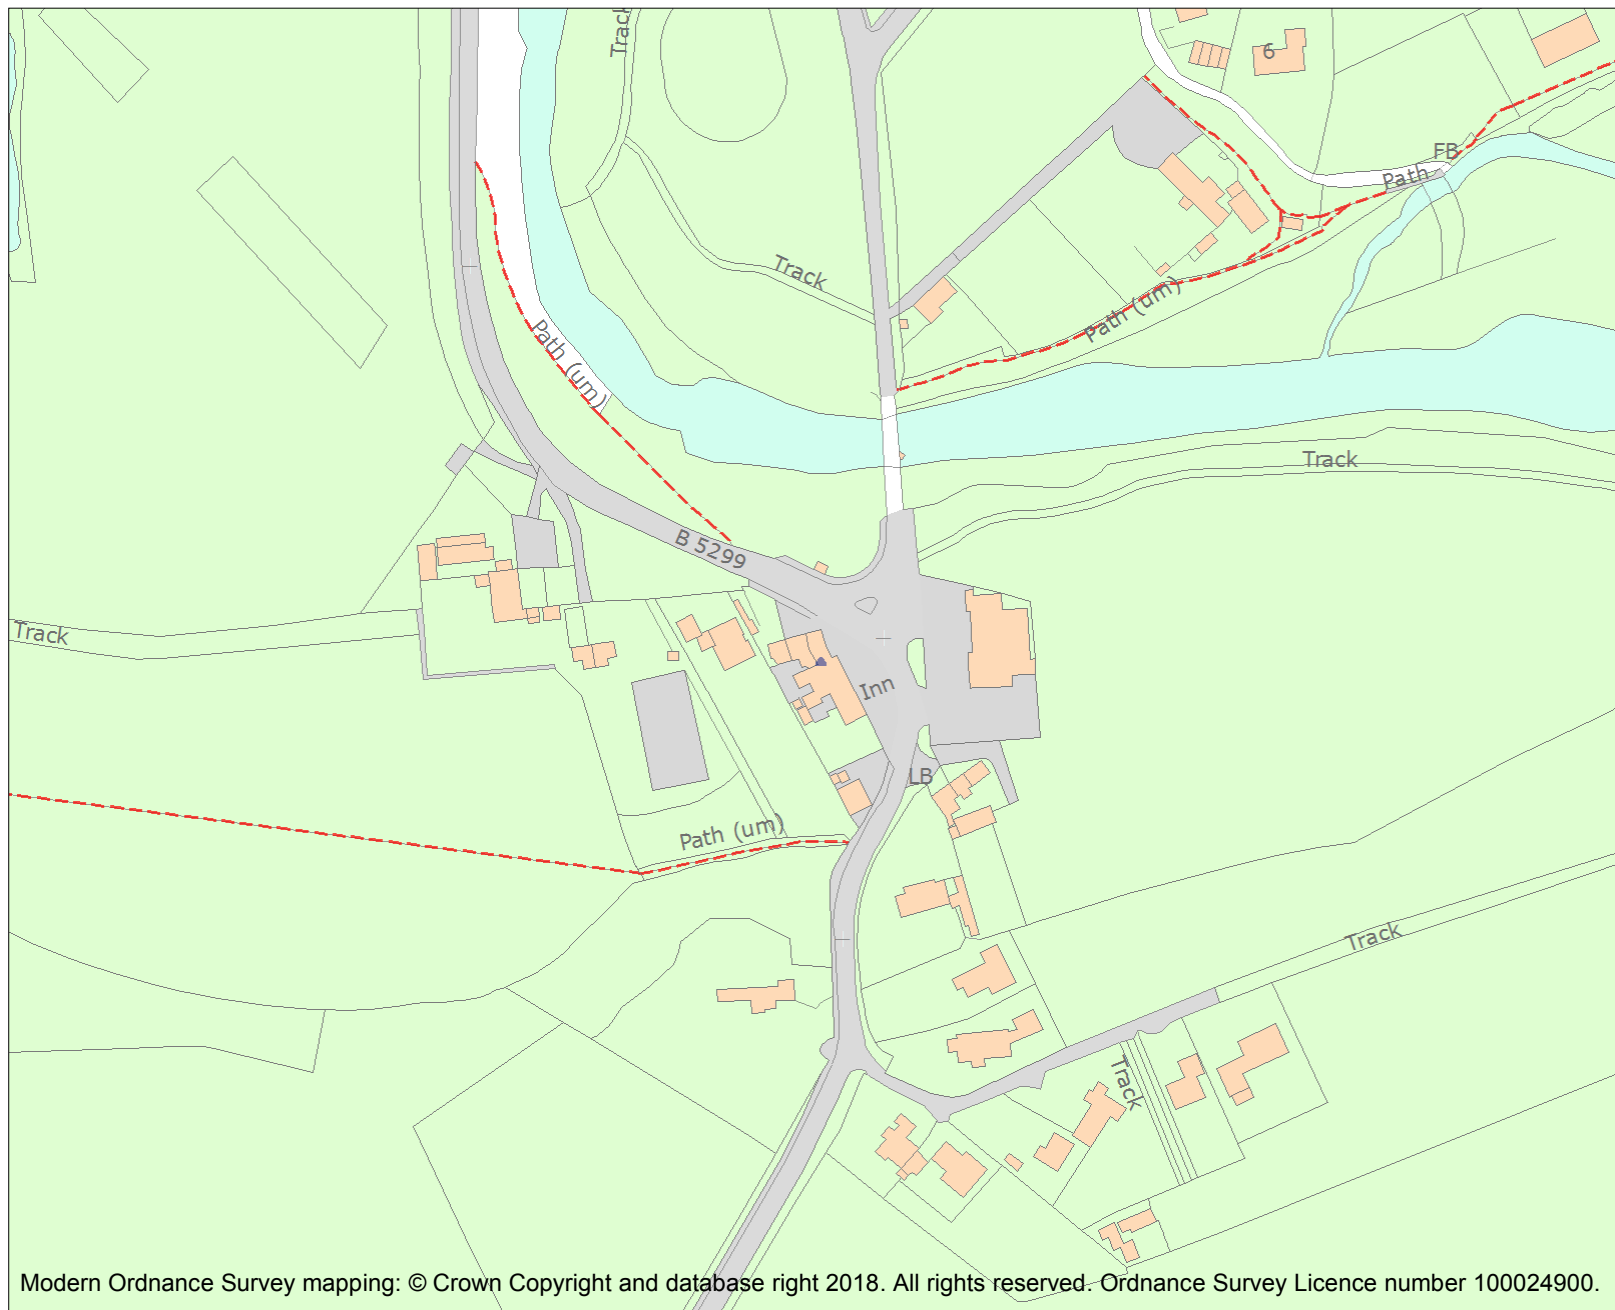 Track
6
FB
Path
Track
Path (um)
Path (um)
Track
B 5299
Track
Inn
LB
Path (um)
Track
Track
Modern Ordnance Survey mapping: © Crown Copyright and database right 2018. All rights reserved. Ordnance Survey Licence number 100024900.